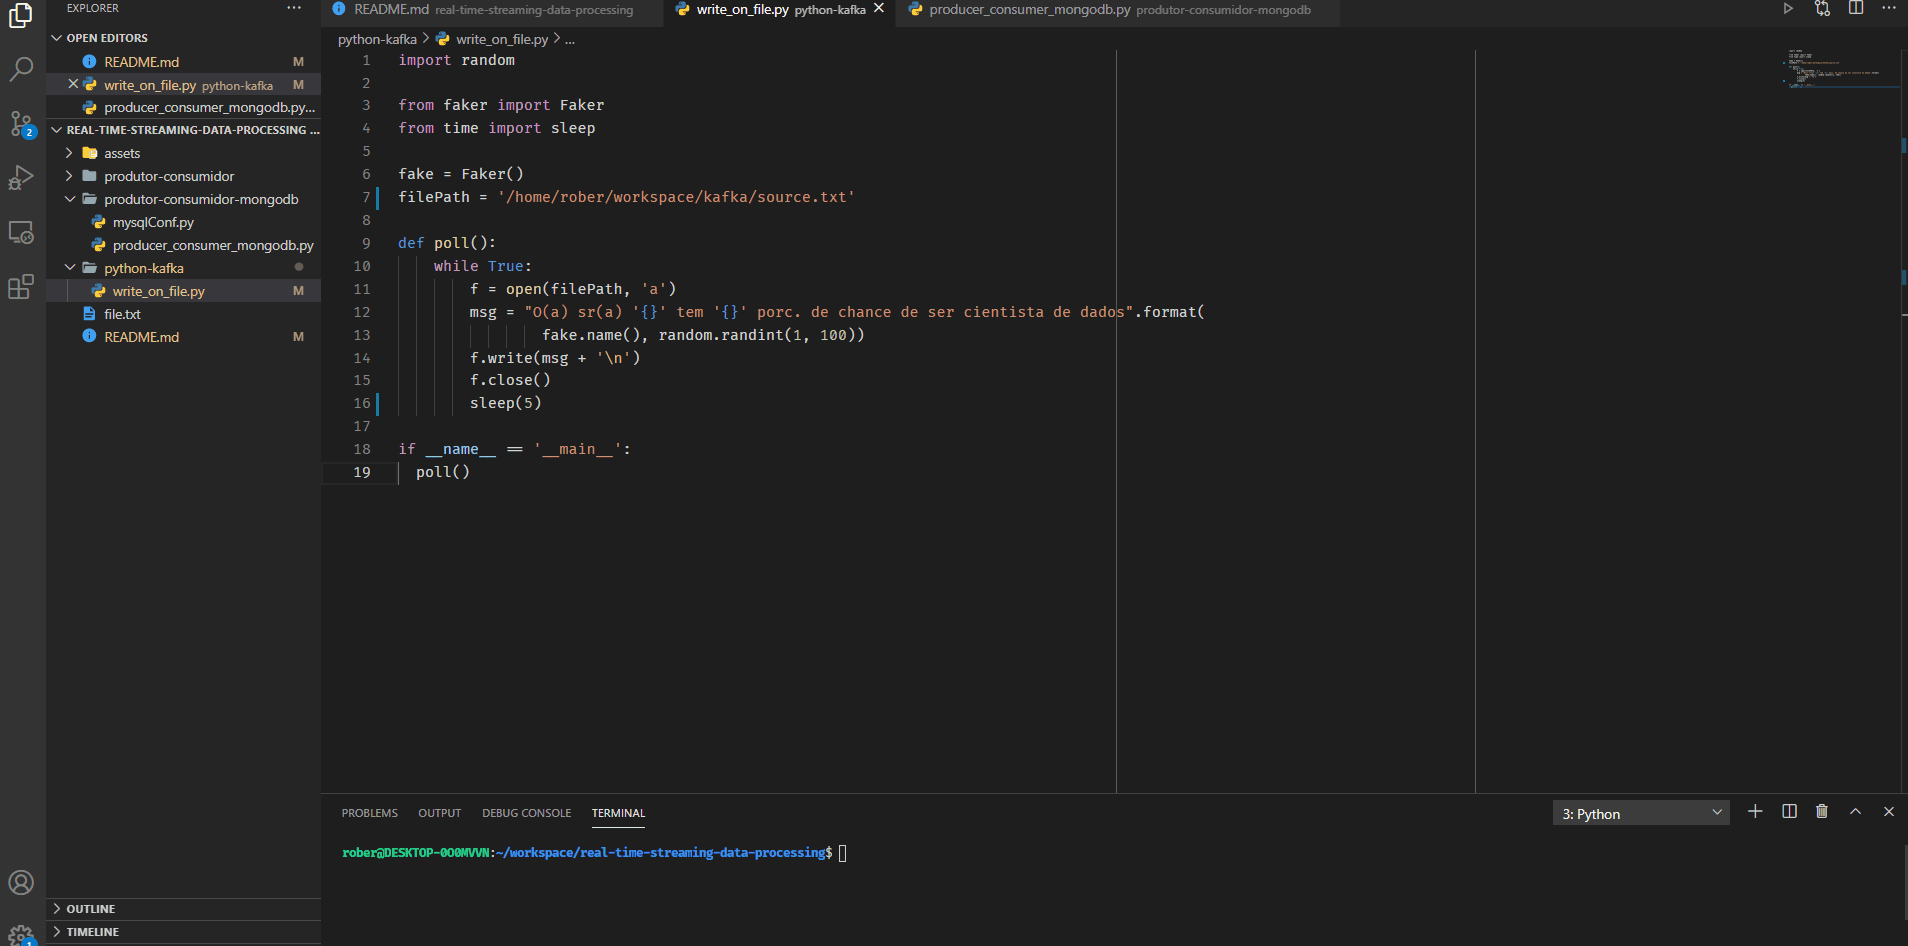 EXPLORER
OPEN EDITORS
README.md M
write_on_file.py python-kafka M
producer_consumer_mongodb.py...
2
REAL-TIME-STREAMING-DATA-PROCESSING ...
assets
produtor-consumidor
produtor-consumidor-mongodb
mysqlConf.py
producer_consumer_mongodb.py
python-kafka
write_on_file.py M
file.txt
README.md M
OUTLINE
TIMELINE
1
README.md real-time-streaming-data-processing
write_on_file.py python-kafka
producer_consumer_mongodb.py produtor-consumidor-mongodb
python-kafka > write_on_file.py > ...
1 import random
2
3 from faker import Faker
4 from time import sleep
5
6 fake = Faker()
7 filePath = '/home/rober/workspace/kafka/source.txt'
8
9 def poll():
10 while True:
11 f = open(filePath, 'a')
12 msg = "O(a) sr(a) '{}' tem '{}' porc. de chance de ser cientista de dados".format(
13 fake.name(), random.randint(1, 100))
14 f.write(msg + '\n')
15 f.close()
16 sleep(5)
17
18 if __name__ == '__main__':
19 poll()
PROBLEMS OUTPUT DEBUG CONSOLE TERMINAL
3: Python
rober@DESKTOP-0O0MVVN:~/workspace/real-time-streaming-data-processing$